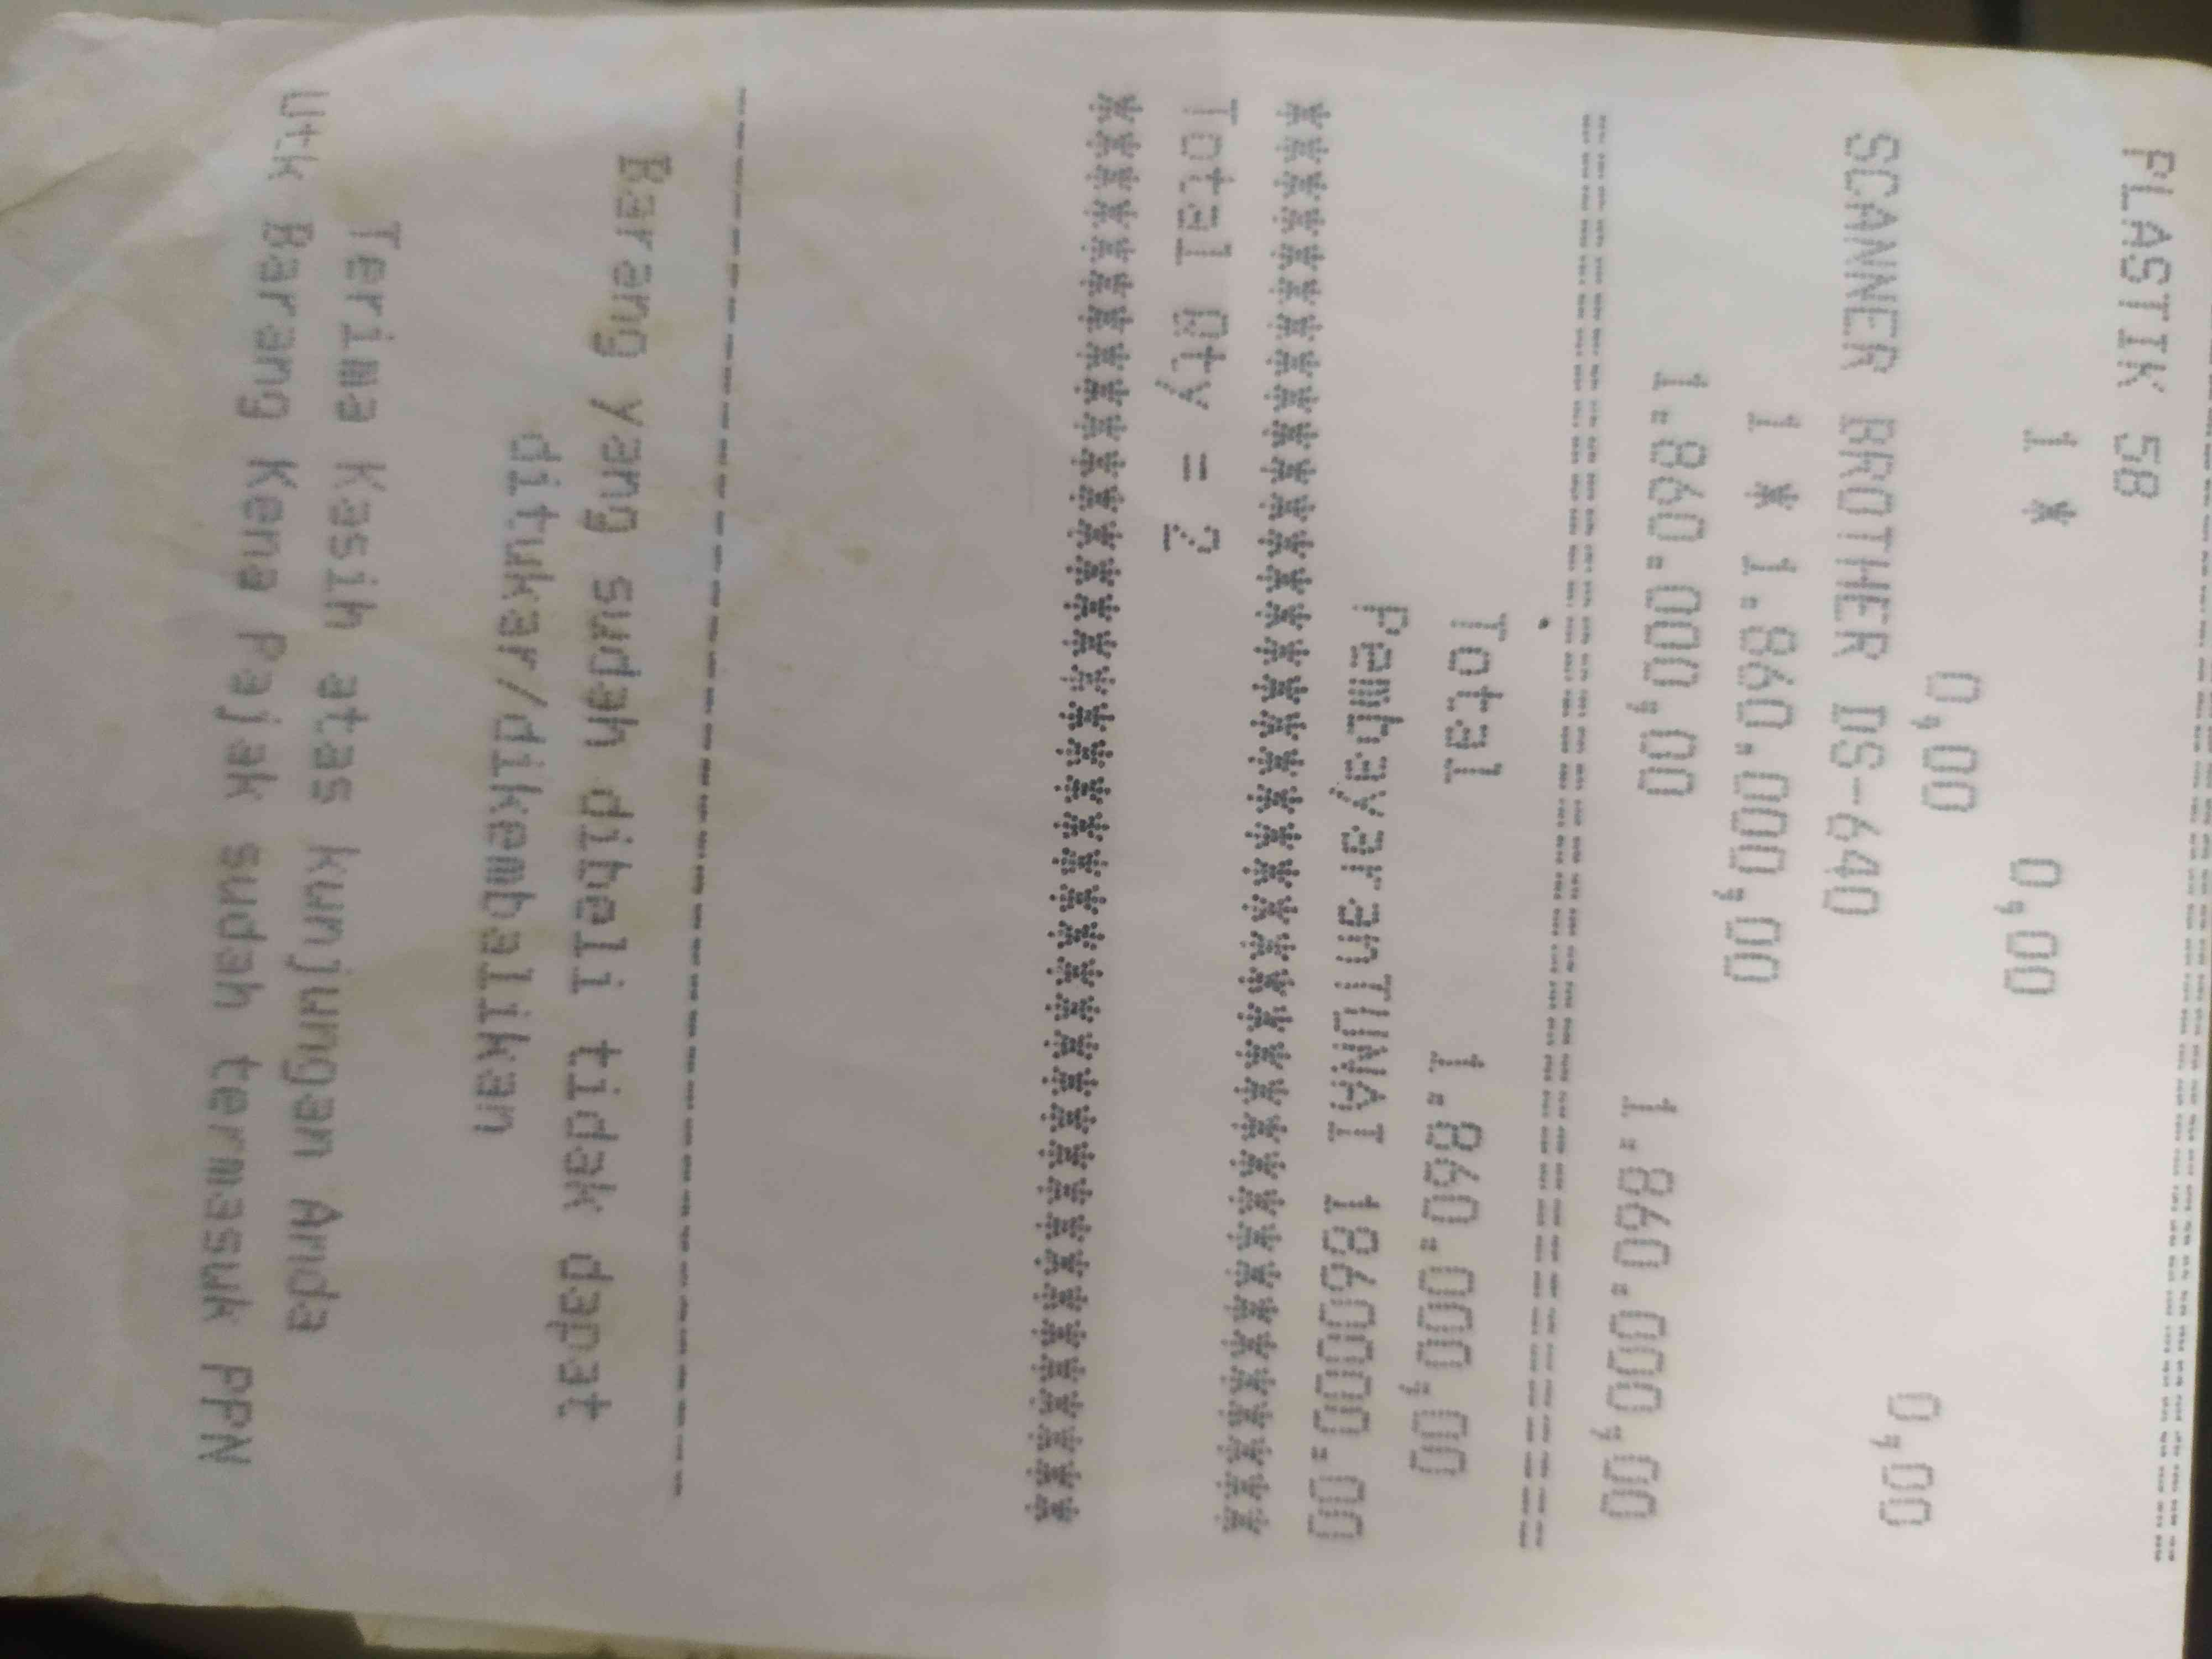 ================================
PLASTIK 5B
1 * 0,00
0,00 0,00
SCANNER BROTHER DS-640
1 * 1.860.000,00
1.860.000,00 1.860.000,00
================================
Total 1.860.000,00
PembayaranTUNAI 1860000.00
****************************************
Total Qty = 2
****************************************
----------------------------------------
Barang yang sudah dibeli tidak dapat
ditukar/dikembalikan
Terima Kasih atas kunjungan Anda
Utk Barang Kena Pajak sudah termasuk PPN